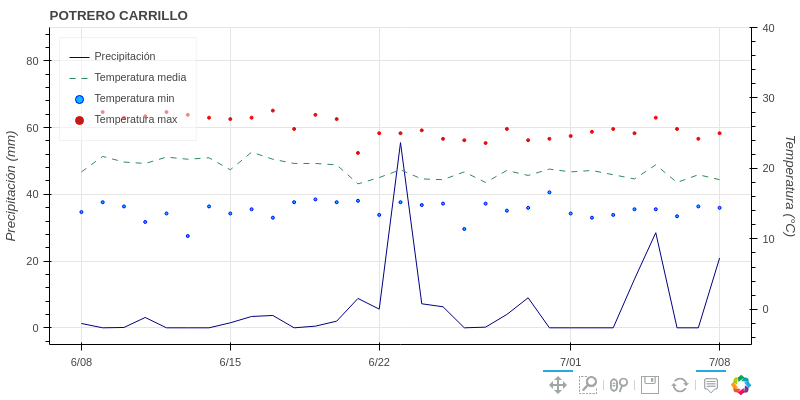 POTRERO CARRILLO
Precipitación
Temperatura media
Temperatura min
Temperatura max
Precipitación (mm)
80
60
40
20
0
40
30
20
10
0
Temperatura (°C)
6/08 6/15 6/22 7/01 7/08